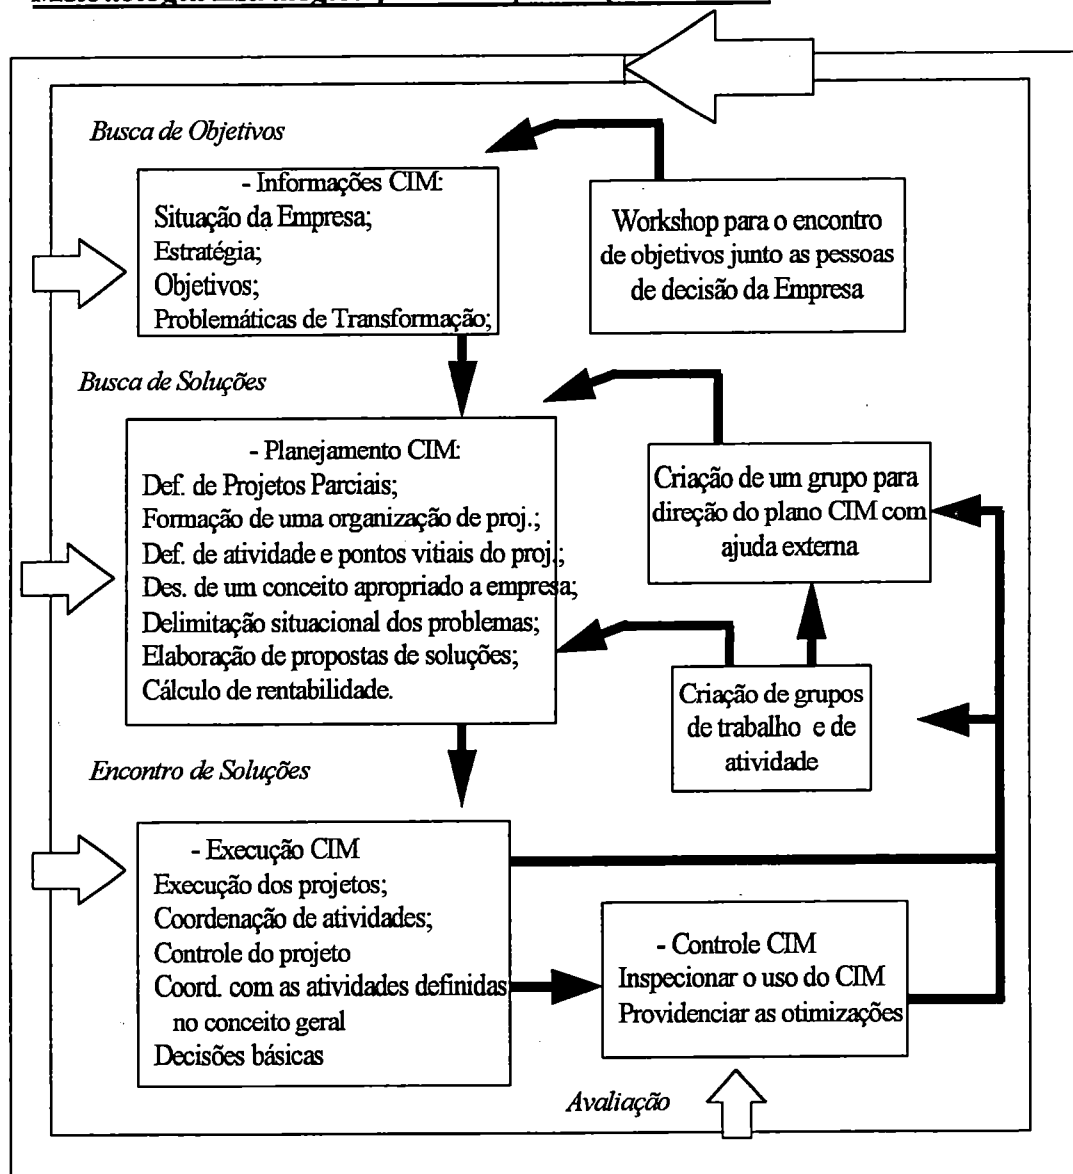 Busca de Objetivos
- Informações CIM:
Situação da Empresa;
Estratégia;
Objetivos;
Problemáticas de Transformação;
Workshop para o encontro
de objetivos junto as pessoas
de decisão da Empresa
Busca de Soluções
- Planejamento CIM:
Def. de Projetos Parciais;
Formação de uma organização de proj.;
Def. de atividade e pontos vitiais do proj.;
Des. de um conceito apropriado a empresa;
Delimitação situacional dos problemas;
Elaboração de propostas de soluções;
Cálculo de rentabilidade.
Criação de um grupo para
direção do plano CIM com
ajuda externa
Criação de grupos
de trabalho e de
atividade
Encontro de Soluções
- Execução CIM
Execução dos projetos;
Coordenação de atividades;
Controle do projeto
Coord. com as atividades definidas
no conceito geral
Decisões básicas
- Controle CIM
Inspecionar o uso do CIM
Providenciar as otimizações
Avaliação